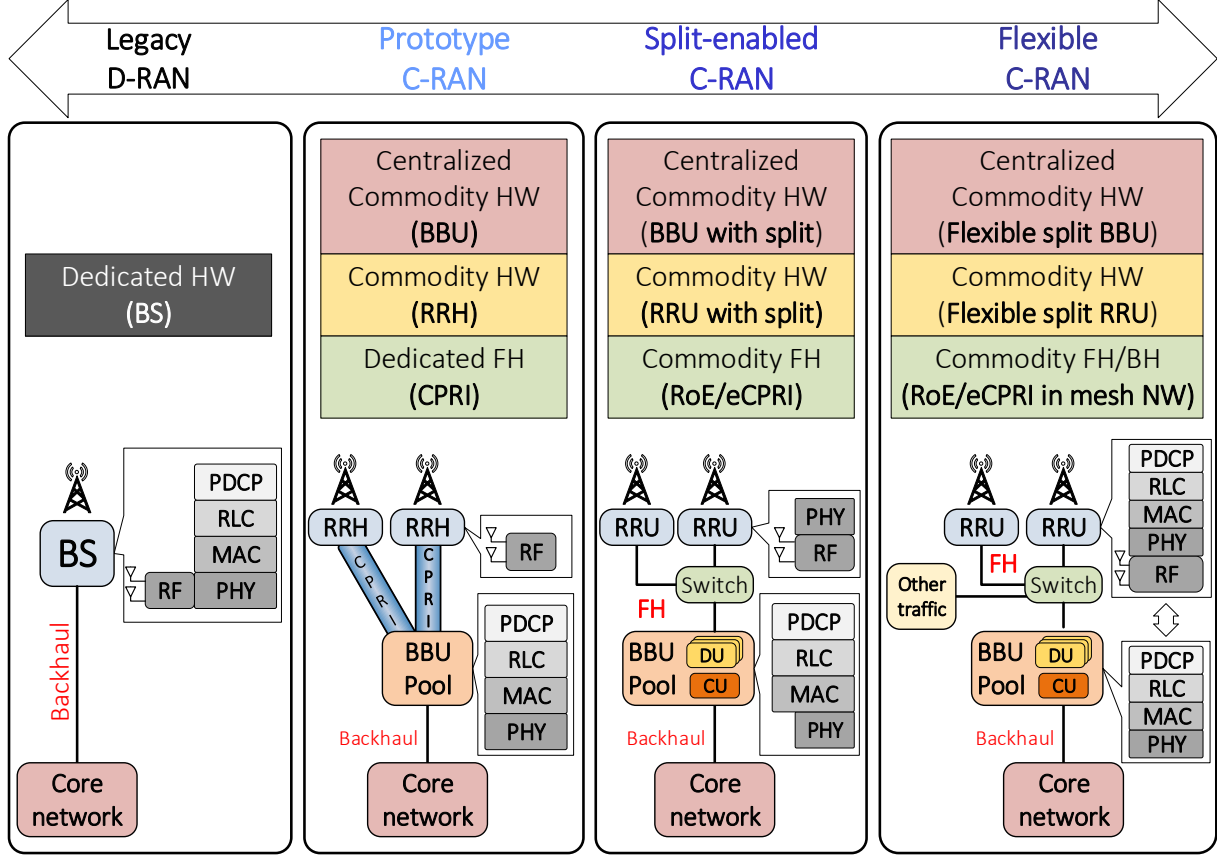 Legacy
D-RAN
Prototype
C-RAN
Split-enabled
C-RAN
Flexible
C-RAN
Dedicated HW
(BS)
PDCP
RLC
MAC
RF
PHY
BS
Backhaul
Core
network
Centralized
Commodity HW
(BBU)
Commodity HW
(RRH)
Dedicated FH
(CPRI)
RRH
RRH
RF
CPRI
CPRI
BBU
Pool
PDCP
RLC
MAC
PHY
Backhaul
Core
network
Centralized
Commodity HW
(BBU with split)
Commodity HW
(RRU with split)
Commodity FH
(RoE/eCPRI)
RRU
RRU
PHY
RF
Switch
FH
BBU
Pool
DU
CU
PDCP
RLC
MAC
PHY
Backhaul
Core
network
Centralized
Commodity HW
(Flexible split BBU)
Commodity HW
(Flexible split RRU)
Commodity FH/BH
(RoE/eCPRI in mesh NW)
RRU
RRU
PDCP
RLC
MAC
PHY
RF
FH
Other
traffic
Switch
BBU
Pool
DU
CU
PDCP
RLC
MAC
PHY
Backhaul
Core
network